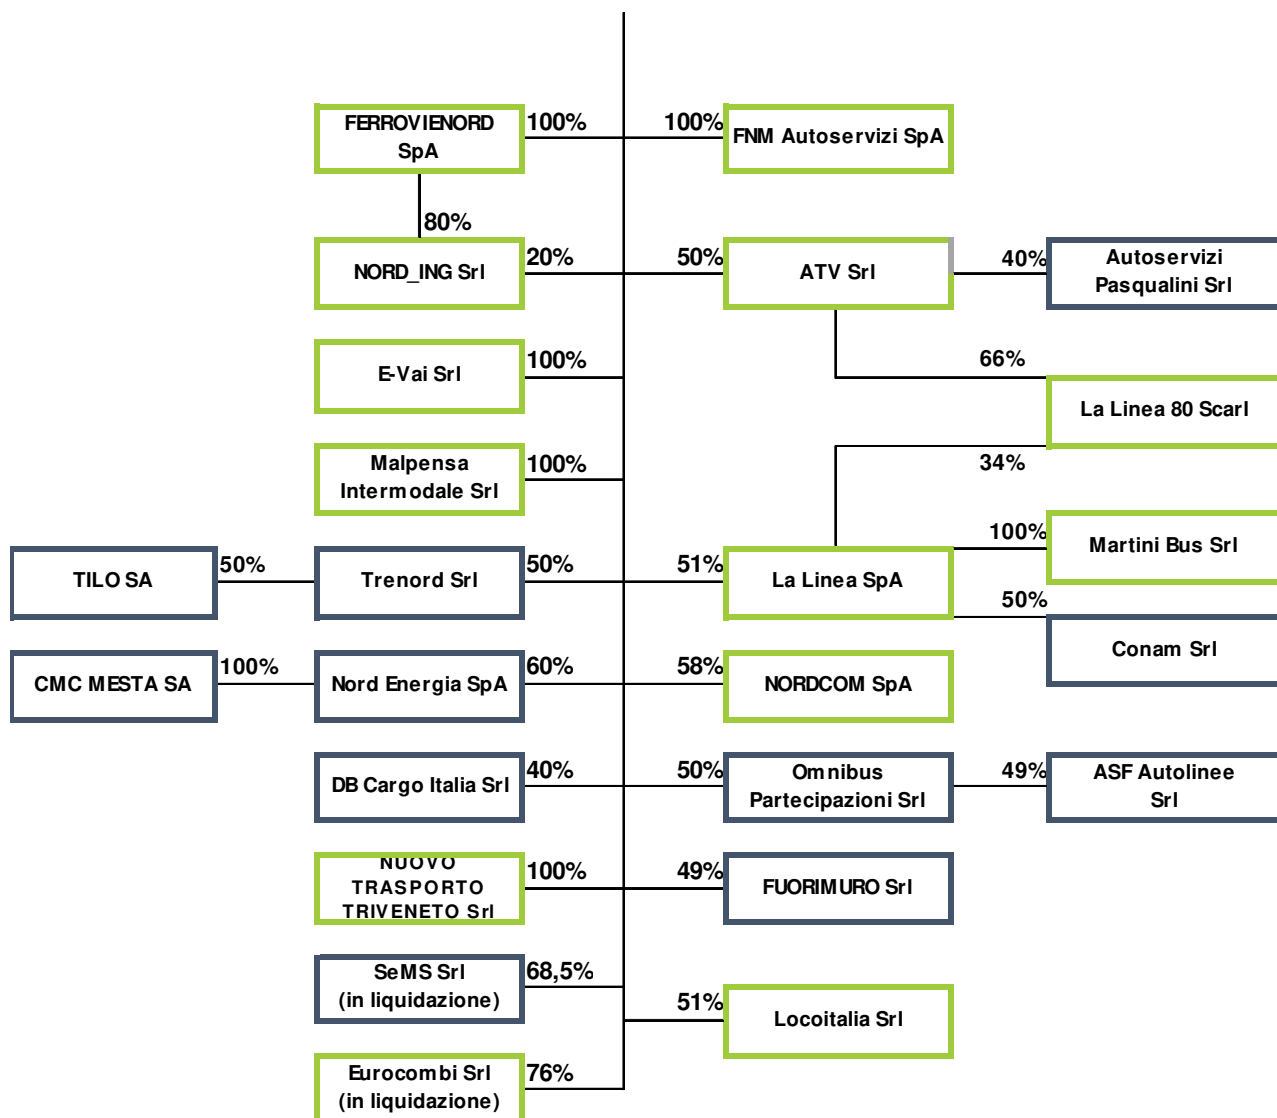 FERROVIENORD
SpA
100%
100%
FNM Autoservizi SpA
80%
NORD_ING Srl
20%
50%
ATV Srl
40%
Autoservizi
Pasqualini Srl
E-Vai Srl
100%
66%
La Linea 80 Scarl
34%
Malpensa
Intermodale Srl
100%
100%
Martini Bus Srl
TILO SA
50%
Trenord Srl
50%
51%
La Linea SpA
50%
Conam Srl
CMC MESTA SA
100%
Nord Energia SpA
60%
58%
NORDCOM SpA
DB Cargo Italia Srl
40%
50%
Omnibus
Partecipazioni Srl
49%
ASF Autolinee
Srl
NUOVO
TRASPORTO
TRIVENETO Srl
100%
49%
FUORIMURO Srl
SeMS Srl
(in liquidazione)
68,5%
51%
Locoitalia Srl
Eurocombi Srl
(in liquidazione)
76%